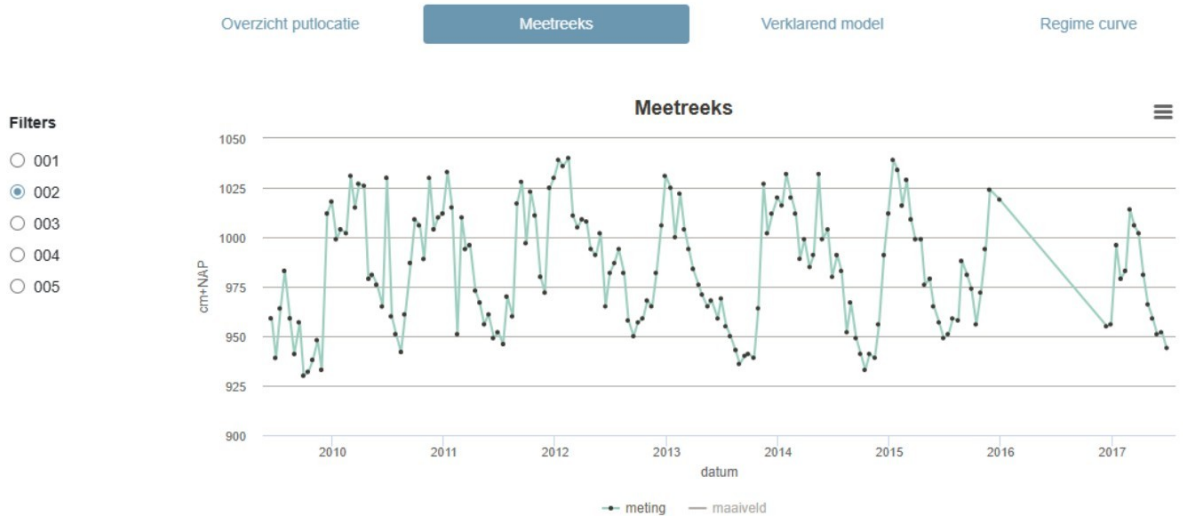 Overzicht putlocatie
Meetreeks
Verklarend model
Regime curve
Filters
001
002
003
004
005
Meetreeks
1050
1025
1000
975
950
925
900
cm+NAP
2010
2011
2012
2013
2014
2015
2016
2017
datum
meting
maaiveld